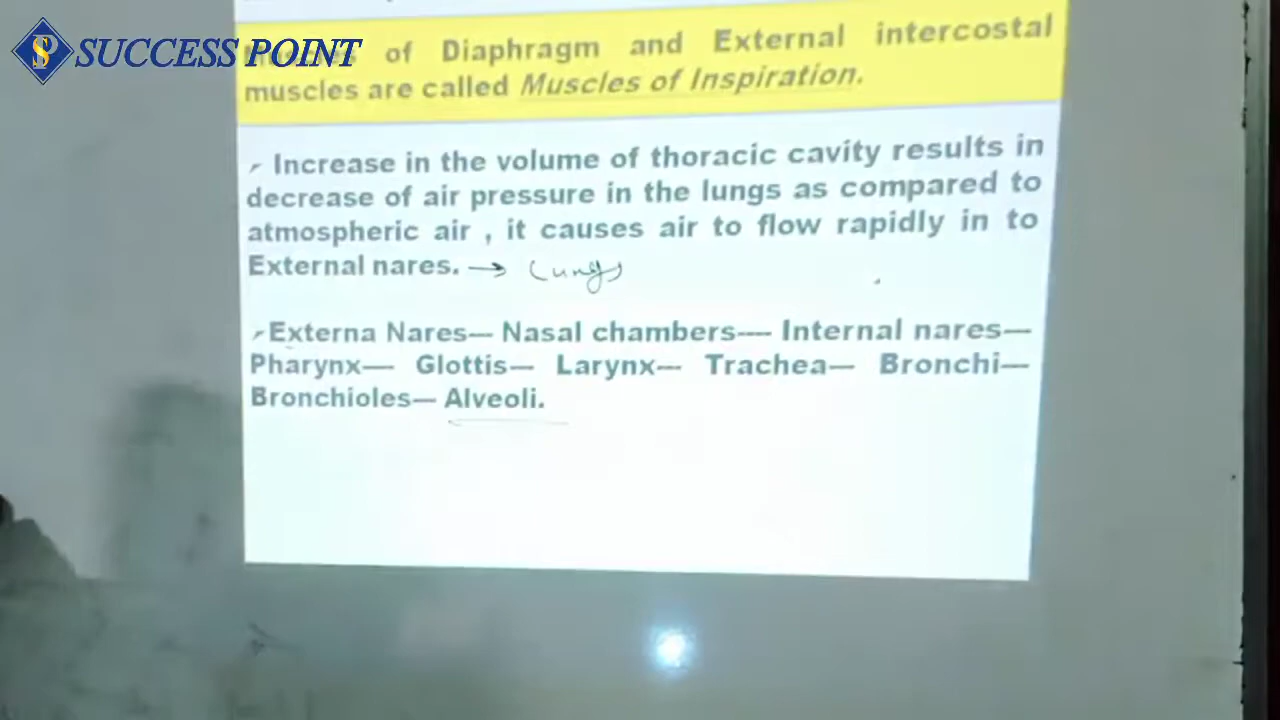 SUCCESS POINT
of Diaphragm and External intercostal
muscles are called Muscles of Inspiration.
Increase in the volume of thoracic cavity results in
decrease of air pressure in the lungs as compared to
atmospheric air , it causes air to flow rapidly in to
External nares. → Lungs
Externa Nares— Nasal chambers---- Internal nares—
Pharynx— Glottis— Larynx--- Trachea— Bronchi—
Bronchioles— Alveoli.